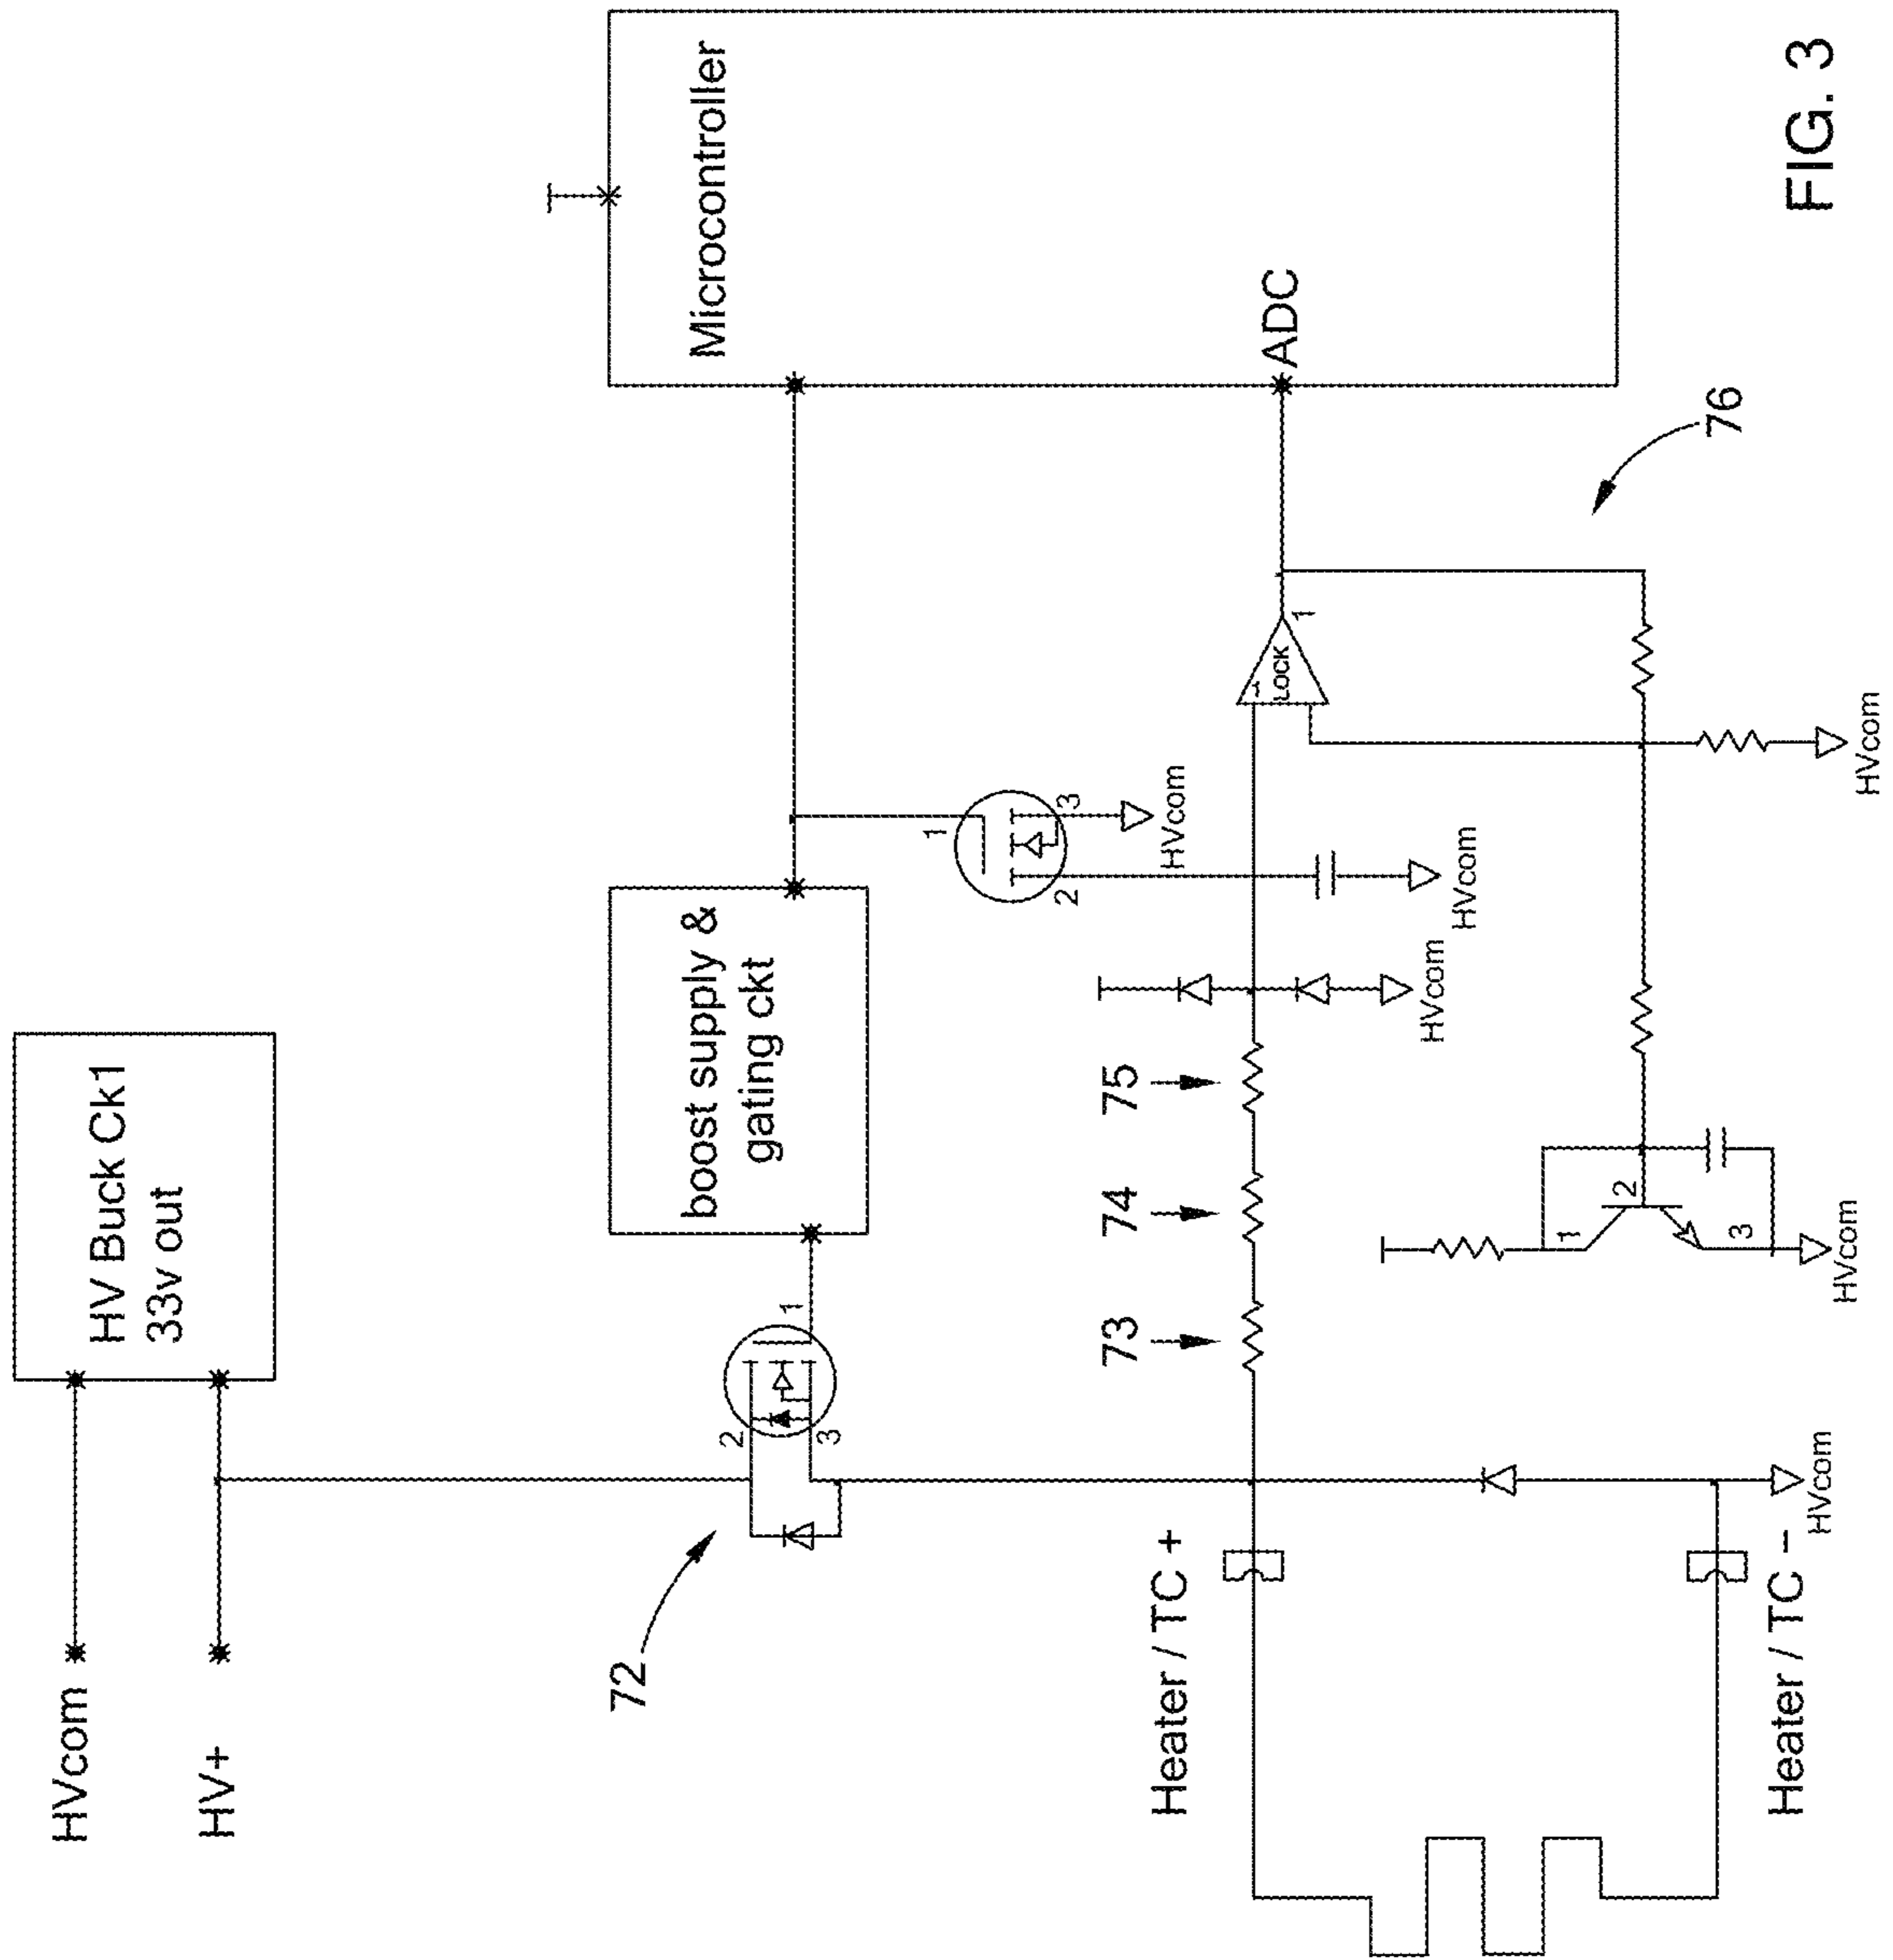 HVcom
HV+
HV Buck Ck1
33v out
72
2
3
1
boost supply &
gating ckt
Microcontroller
1
2
3
HVcom
ADC
Heater / TC +
73
74
75
HVcom
HVcom
LOCK
1
76
HVcom
Heater / TC -
HVcom
1
2
3
HVcom
FIG. 3